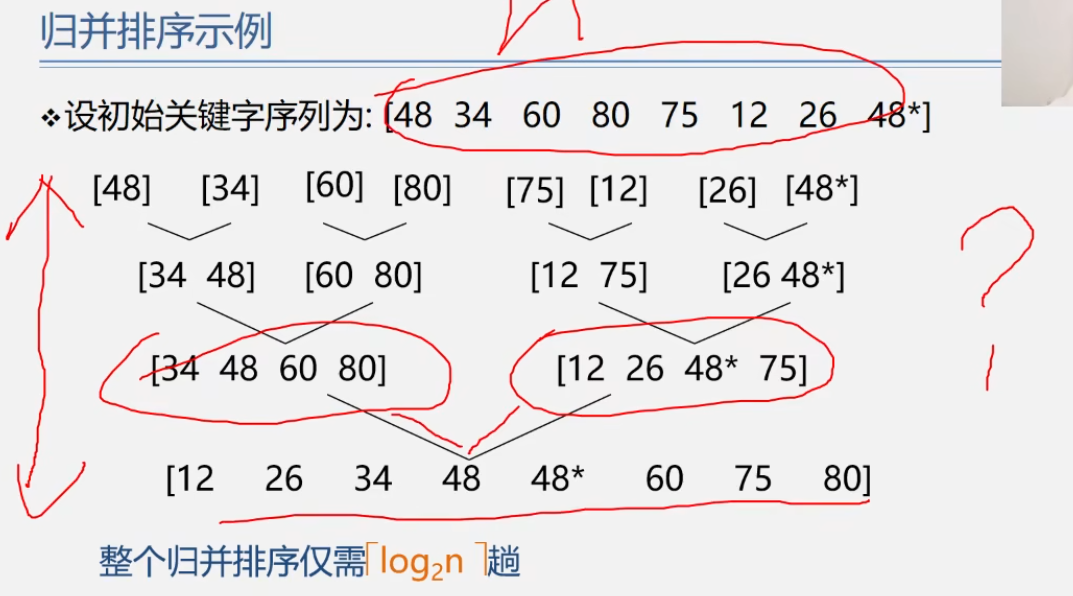 归并排序示例
❖设初始关键字序列为: [48 34 60 80 75 12 26 48*]
[48] [34] [60] [80] [75] [12] [26] [48*]
[34 48] [60 80] [12 75] [26 48*]
[34 48 60 80] [12 26 48* 75]
[12 26 34 48 48* 60 75 80]
整个归并排序仅需⌈log₂n⌉趟
?